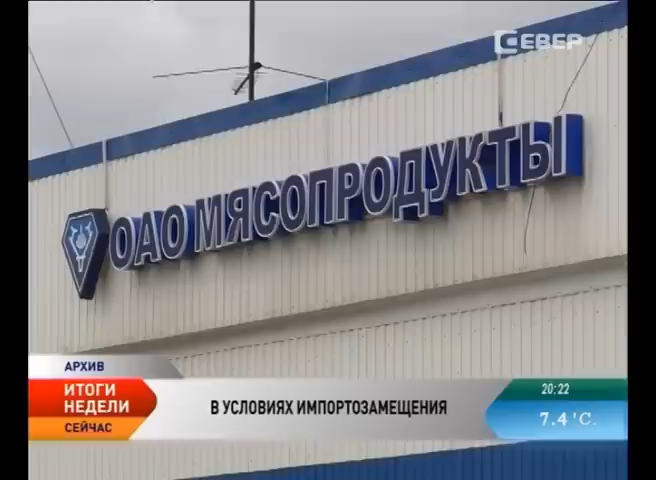 СЕВЕР
ОАО МЯСОПРОДУКТЫ
АРХИВ
ИТОГИ
НЕДЕЛИ
СЕЙЧАС
В УСЛОВИЯХ ИМПОРТОЗАМЕЩЕНИЯ
20:22
7.4 °C.